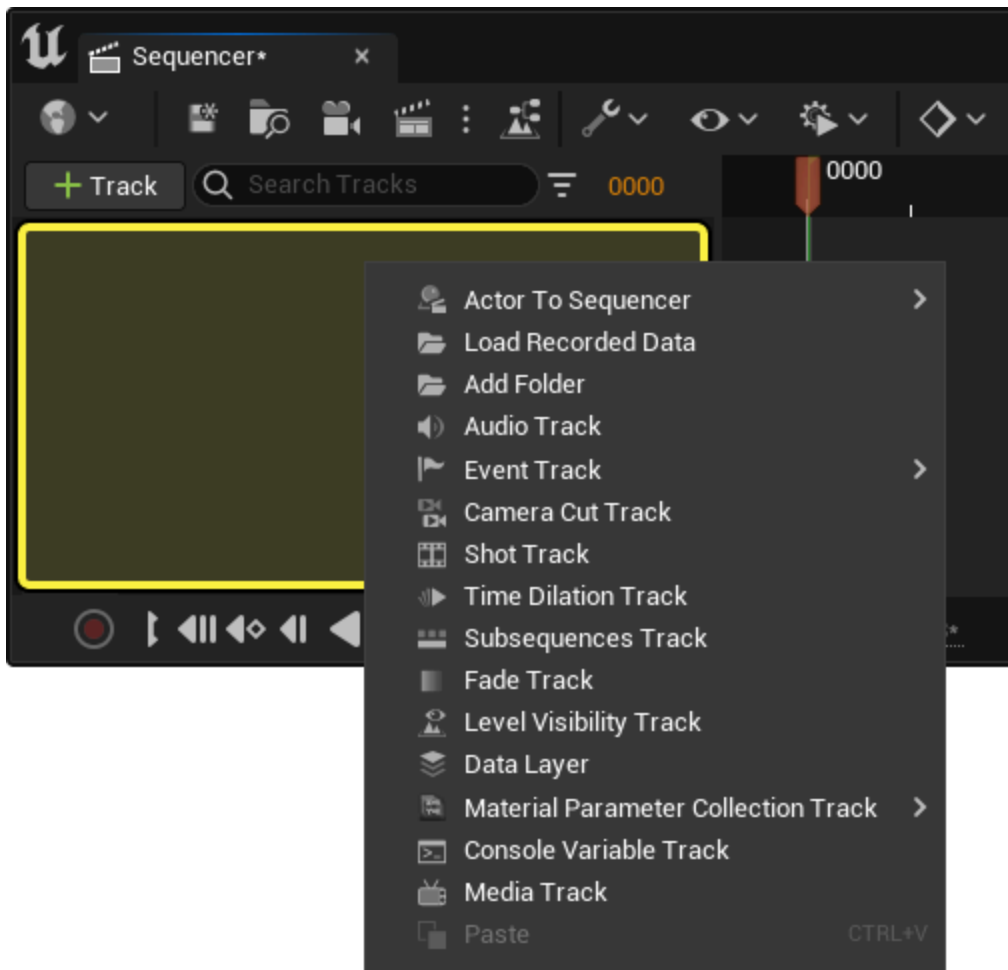 Sequencer*
+ Track
Search Tracks
0000
0000
Actor To Sequencer
Load Recorded Data
Add Folder
Audio Track
Event Track
Camera Cut Track
Shot Track
Time Dilation Track
Subsequences Track
Fade Track
Level Visibility Track
Data Layer
Material Parameter Collection Track
Console Variable Track
Media Track
Paste CTRL+V